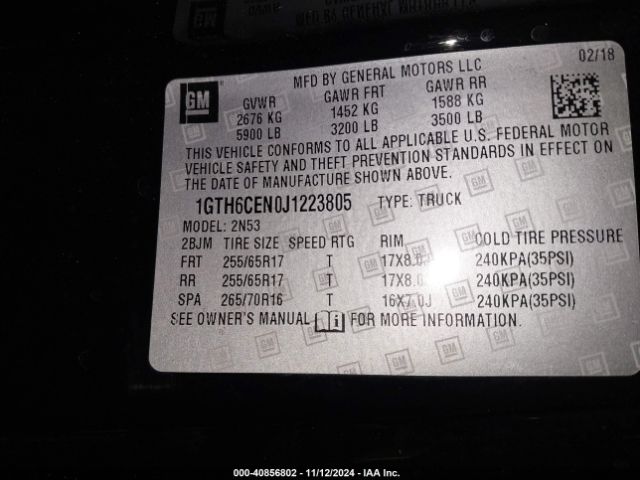 MFD BY GENERAL MOTORS LLC
02/18
GM
GVWR GAWR FRT GAWR RR
2676 KG 1452 KG 1588 KG
5900 LB 3200 LB 3500 LB
THIS VEHICLE CONFORMS TO ALL APPLICABLE U.S. FEDERAL MOTOR
VEHICLE SAFETY AND THEFT PREVENTION STANDARDS IN EFFECT ON
THE DATE OF MANUFACTURE SHOWN ABOVE.
1GTH6CEN0J1223805 TYPE: TRUCK
MODEL: 2N53
2BJM TIRE SIZE SPEED RTG RIM COLD TIRE PRESSURE
FRT 255/65R17 T 17X8.0J 240KPA(35PSI)
RR 255/65R17 T 17X8.0J 240KPA(35PSI)
SPA 265/70R16 T 16X7.0J 240KPA(35PSI)
SEE OWNER'S MANUAL FOR MORE INFORMATION.
000-40856802 - 11/12/2024 - IAA Inc.